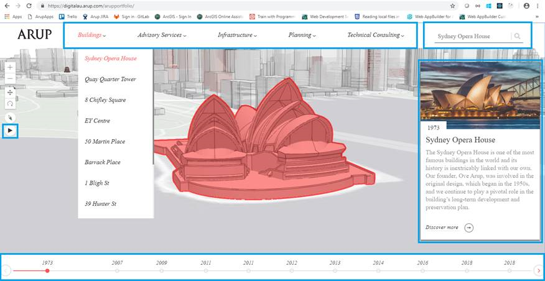 https://digitalau.arup.com/arupportfolio/
Apps
ArupApps
Trello
Arup JIRA
Sign in · GitLab
ArcGIS - Sign In
ArcGIS Online Assist
Train with Frameworks
Web Development
Reading local files
Web AppBuilder for
Web AppBuilder Cus
ARUP
Buildings
Advisory Services
Infrastructure
Planning
Technical Consulting
Sydney Opera House
Sydney Opera House
Quay Quarter Tower
8 Chifley Square
EY Centre
50 Martin Place
Barrack Place
1 Bligh St
39 Hunter St
1973
Sydney Opera House
The Sydney Opera House is one of the most
famous buildings in the world and its
history is inextricably linked with our own.
Our founder, Ove Arup, was involved in the
original design, which began in the 1950s,
and we continue to play a pivotal role in the
building's long-term development and
preservation plan.
Discover more
1973
2007
2009
2011
2011
2012
2013
2014
2016
2018
2018